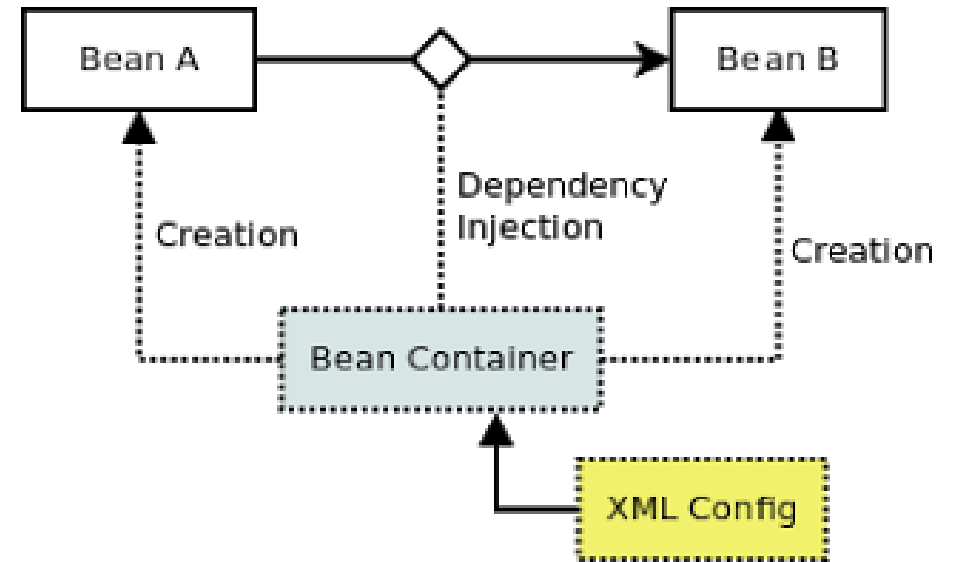 Bean A
Bean B
Dependency
Injection
Creation
Creation
Bean Container
XML Config